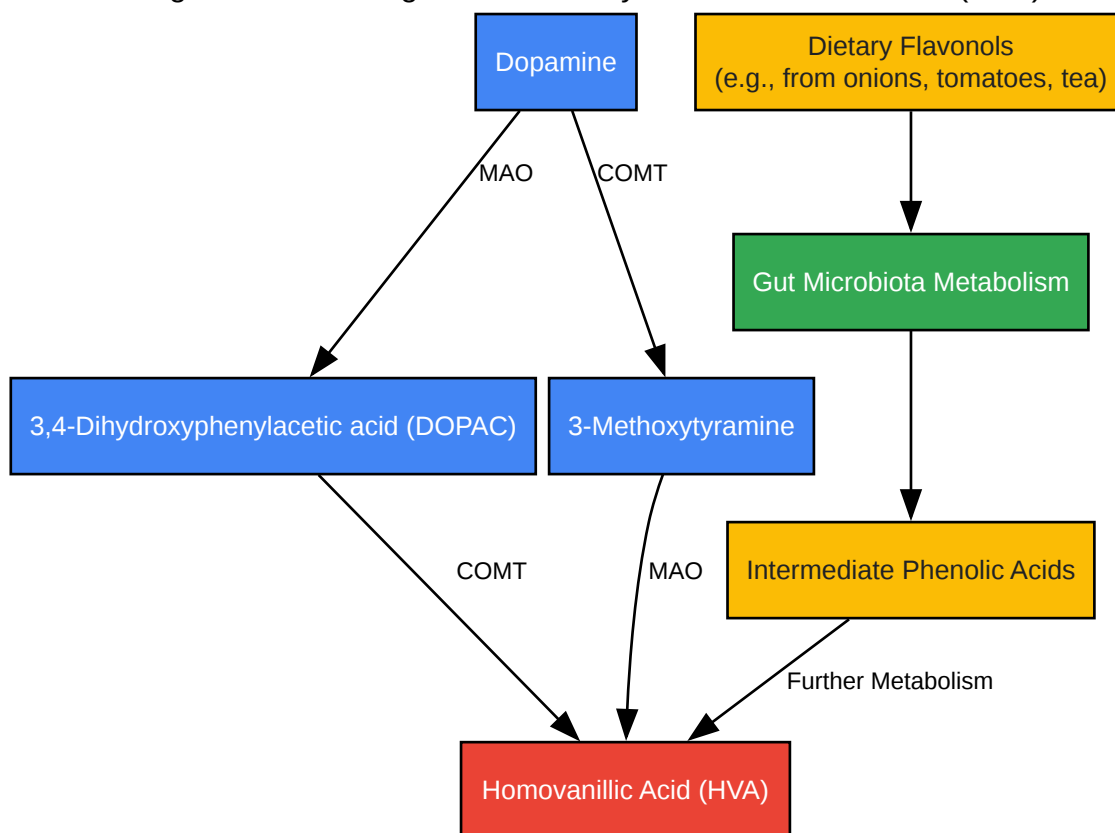 Dopamine
Dietary Flavonols
(e.g., from onions, tomatoes, tea)
MAO
COMT
Gut Microbiota Metabolism
3,4-Dihydroxyphenylacetic acid (DOPAC)
3-Methoxytyramine
COMT
MAO
Intermediate Phenolic Acids
Further Metabolism
Homovanillic Acid (HVA)